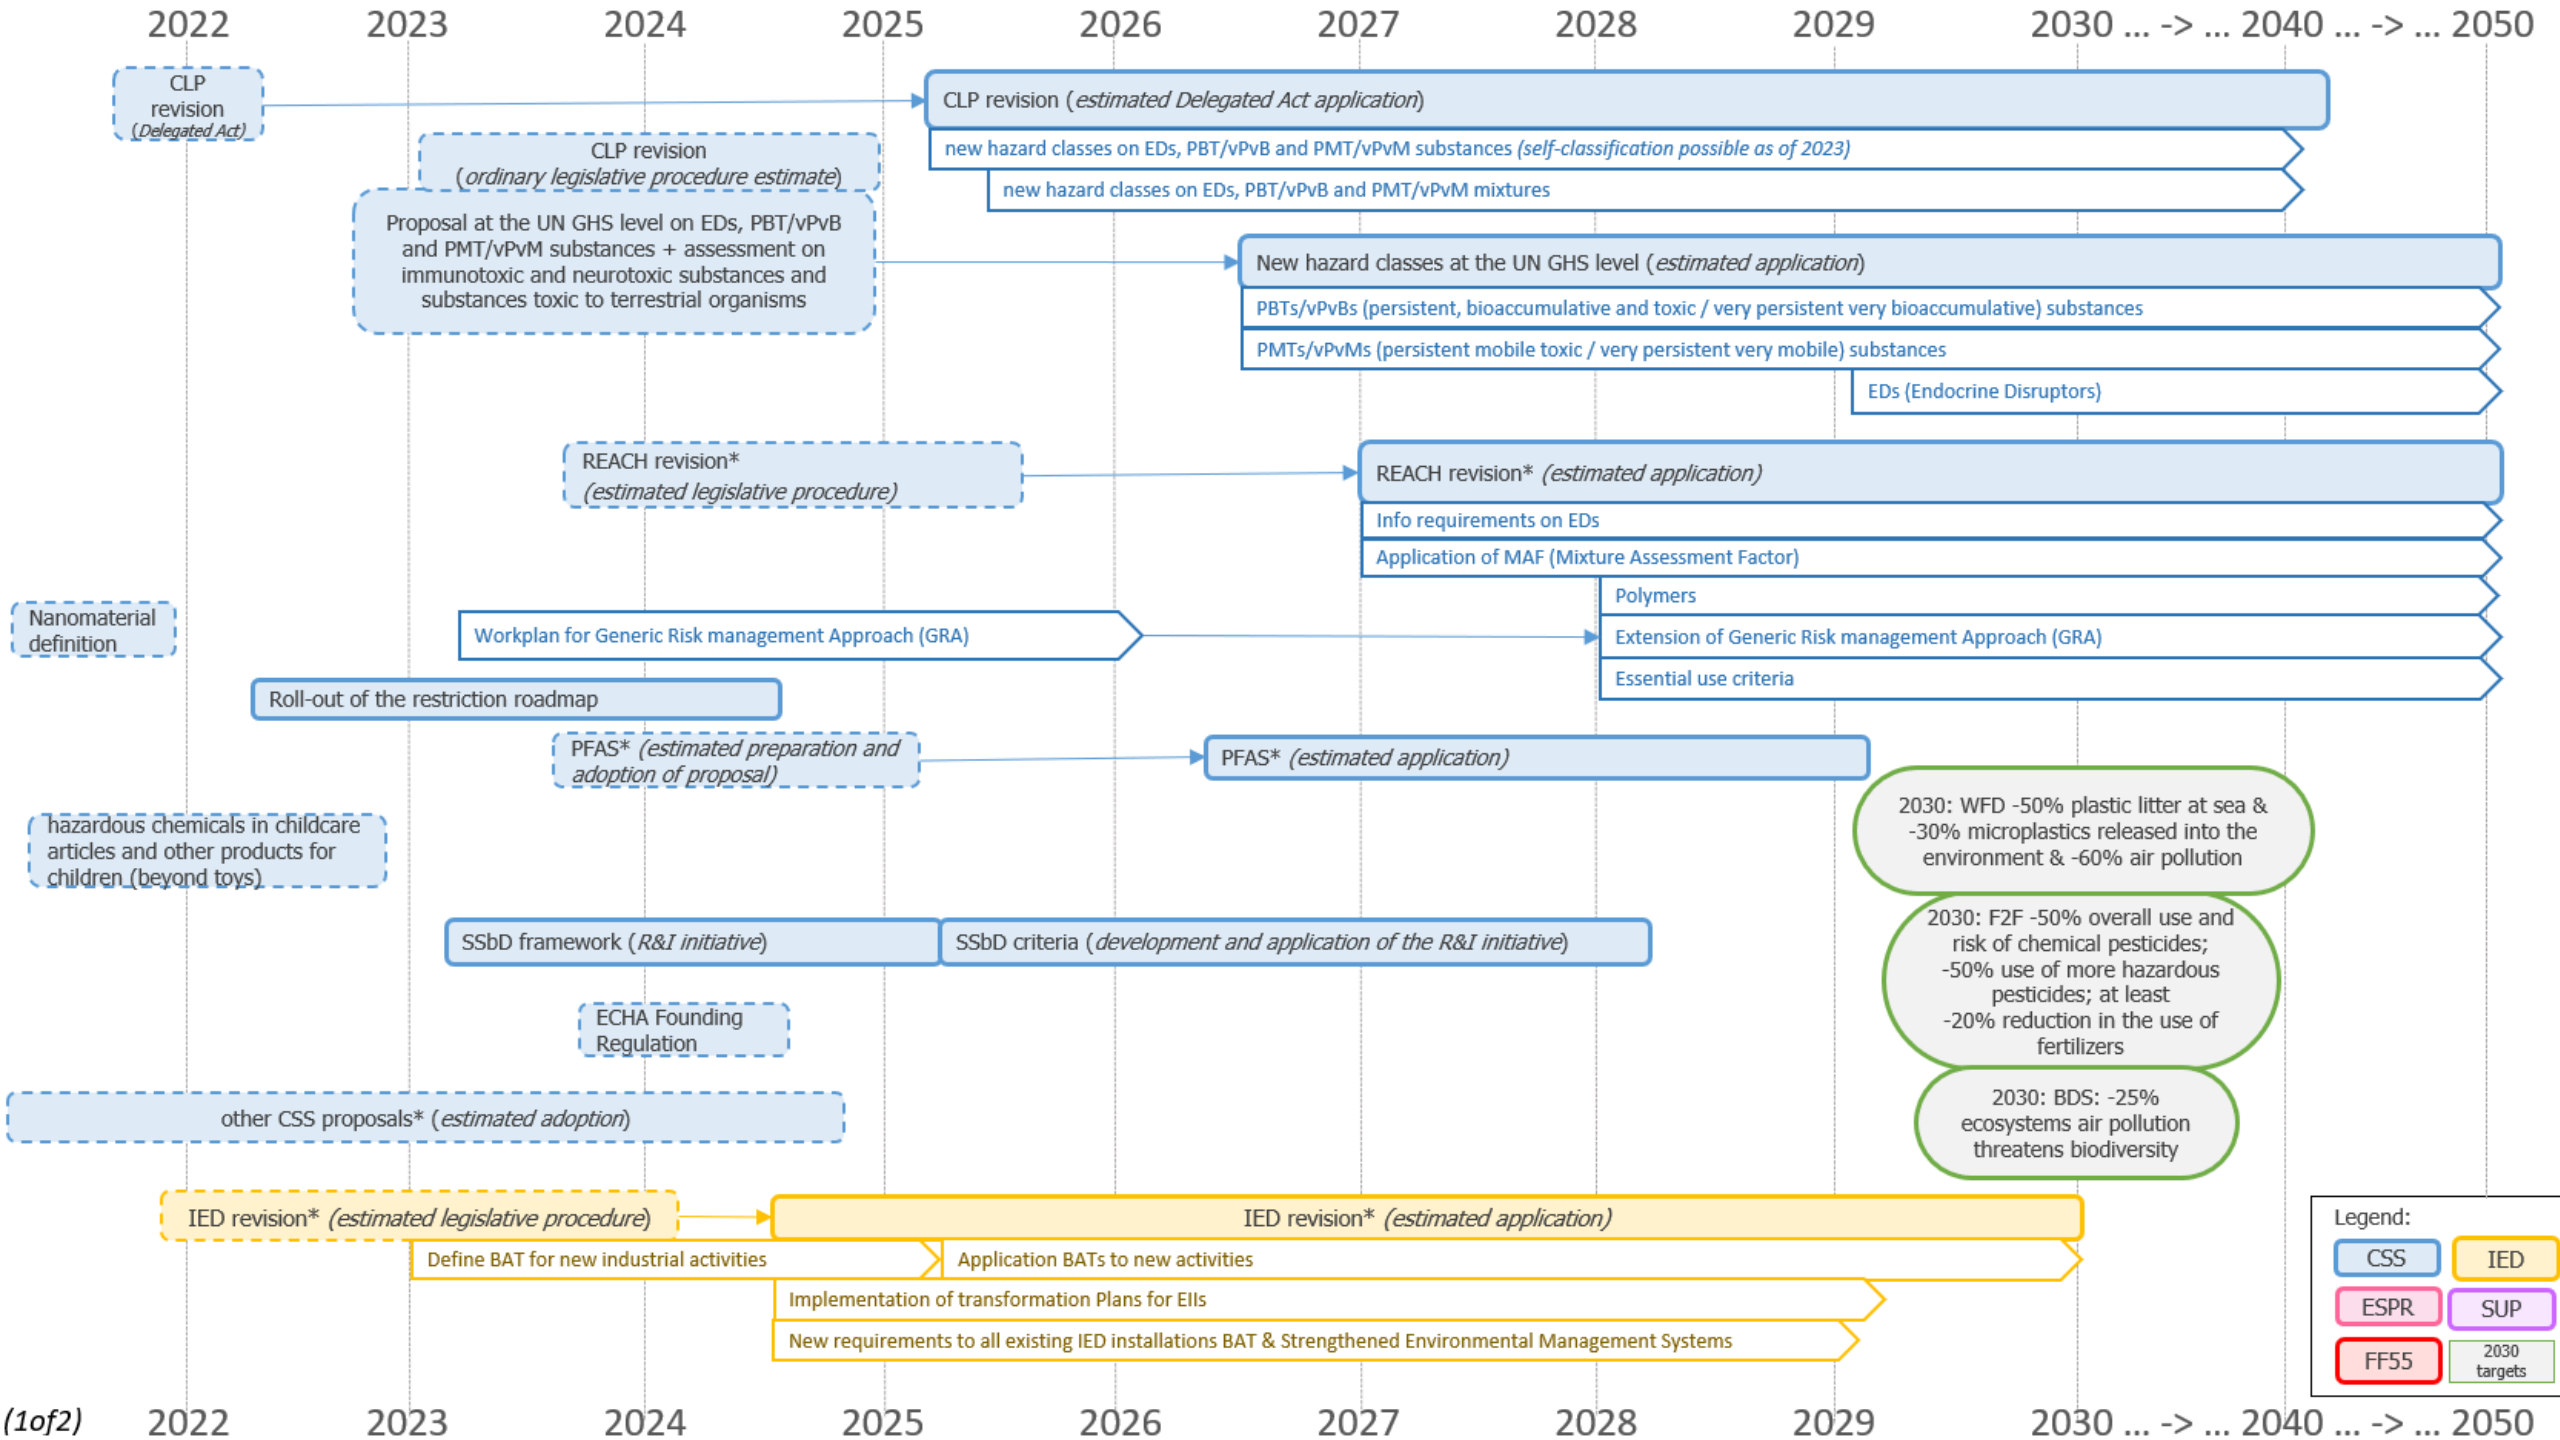 2022 2023 2024 2025 2026 2027 2028 2029 2030 ... -> ... 2040 ... -> ... 2050
CLP
revision
(Delegated Act)
CLP revision (estimated Delegated Act application)
new hazard classes on EDs, PBT/vPvB and PMT/vPvM substances (self-classification possible as of 2023)
CLP revision
(ordinary legislative procedure estimate)
new hazard classes on EDs, PBT/vPvB and PMT/vPvM mixtures
Proposal at the UN GHS level on EDs, PBT/vPvB
and PMT/vPvM substances + assessment on
immunotoxic and neurotoxic substances and
substances toxic to terrestrial organisms
New hazard classes at the UN GHS level (estimated application)
PBTs/vPvBs (persistent, bioaccumulative and toxic / very persistent very bioaccumulative) substances
PMTs/vPvMs (persistent mobile toxic / very persistent very mobile) substances
EDs (Endocrine Disruptors)
REACH revision*
(estimated legislative procedure)
REACH revision* (estimated application)
Info requirements on EDs
Application of MAF (Mixture Assessment Factor)
Polymers
Nanomaterial
definition
Workplan for Generic Risk management Approach (GRA)
Extension of Generic Risk management Approach (GRA)
Essential use criteria
Roll-out of the restriction roadmap
PFAS* (estimated preparation and
adoption of proposal)
PFAS* (estimated application)
2030: WFD -50% plastic litter at sea &
-30% microplastics released into the
environment & -60% air pollution
hazardous chemicals in childcare
articles and other products for
children (beyond toys)
2030: F2F -50% overall use and
risk of chemical pesticides;
-50% use of more hazardous
pesticides; at least
-20% reduction in the use of
fertilizers
SSbD framework (R&I initiative)
SSbD criteria (development and application of the R&I initiative)
ECHA Founding
Regulation
2030: BDS: -25%
ecosystems air pollution
threatens biodiversity
other CSS proposals* (estimated adoption)
IED revision* (estimated legislative procedure)
IED revision* (estimated application)
Define BAT for new industrial activities
Application BATs to new activities
Implementation of transformation Plans for EIIs
New requirements to all existing IED installations BAT & Strengthened Environmental Management Systems
Legend:
CSS
IED
ESPR
SUP
FF55
2030
targets
(1of2)
2022 2023 2024 2025 2026 2027 2028 2029 2030 ... -> ... 2040 ... -> ... 2050